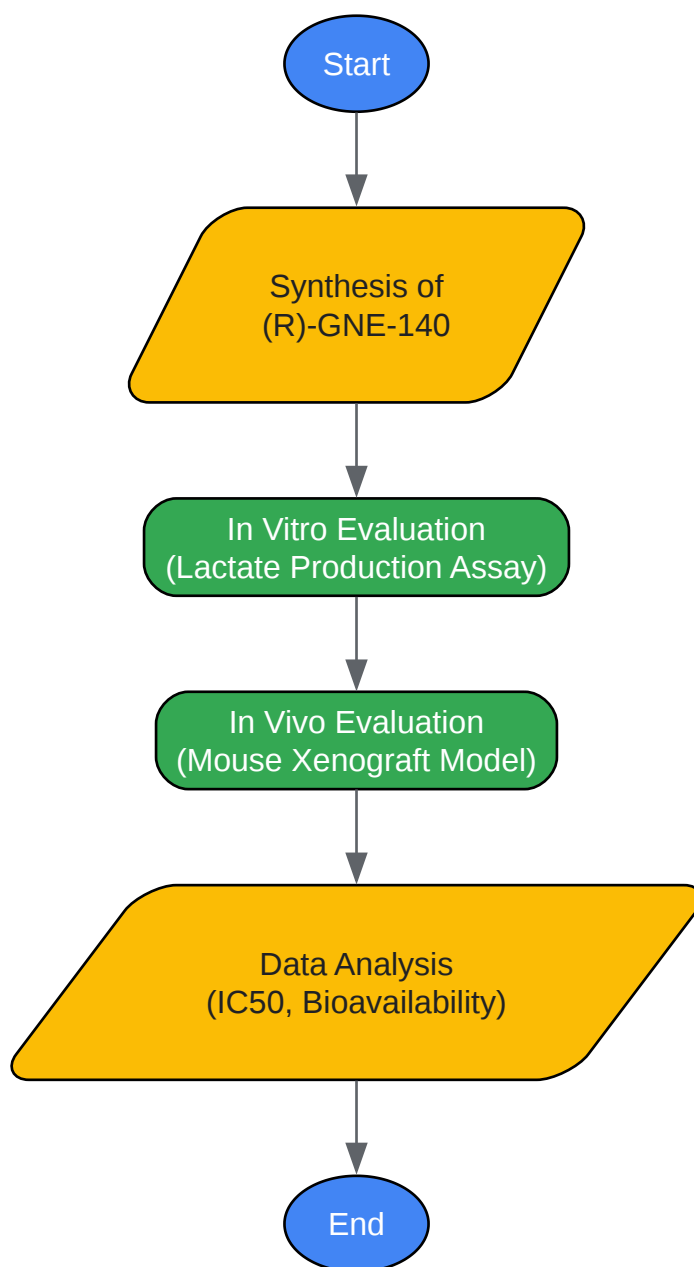 Start
Synthesis of
(R)-GNE-140
In Vitro Evaluation
(Lactate Production Assay)
In Vivo Evaluation
(Mouse Xenograft Model)
Data Analysis
(IC50, Bioavailability)
End